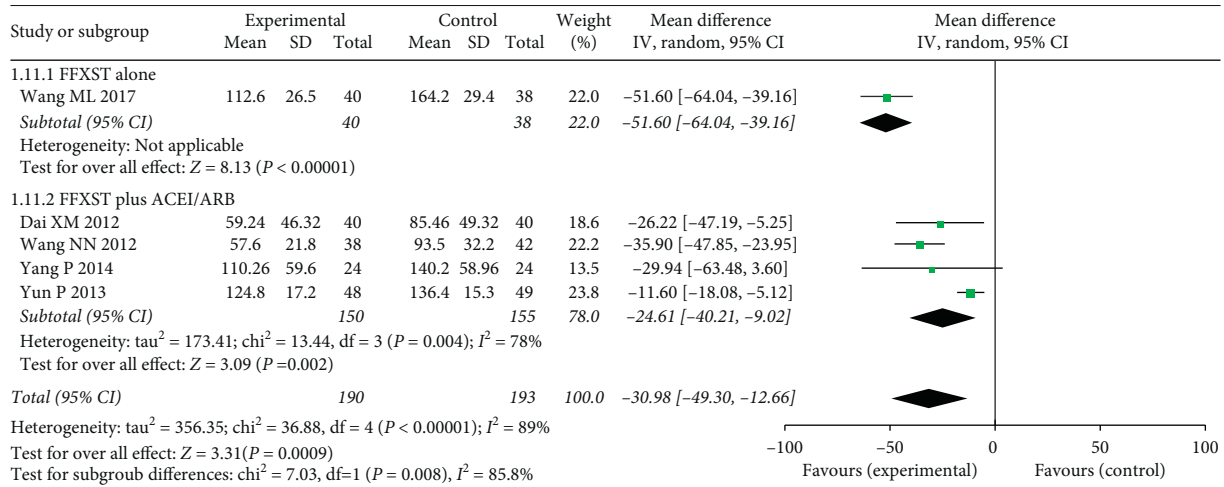 Study or subgroup Experimental Control Weight Mean difference Mean difference
Mean SD Total Mean SD Total (%) IV, random, 95% CI IV, random, 95% CI
1.11.1 FFXST alone
Wang ML 2017 112.6 26.5 40 164.2 29.4 38 22.0 –51.60 [–64.04, –39.16]
Subtotal (95% CI) 40 38 22.0 –51.60 [–64.04, –39.16]
Heterogeneity: Not applicable
Test for over all effect: Z = 8.13 (P < 0.00001)
1.11.2 FFXST plus ACEI/ARB
Dai XM 2012 59.24 46.32 40 85.46 49.32 40 18.6 –26.22 [–47.19, –5.25]
Wang NN 2012 57.6 21.8 38 93.5 32.2 42 22.2 –35.90 [–47.85, –23.95]
Yang P 2014 110.26 59.6 24 140.2 58.96 24 13.5 –29.94 [–63.48, 3.60]
Yun P 2013 124.8 17.2 48 136.4 15.3 49 23.8 –11.60 [–18.08, –5.12]
Subtotal (95% CI) 150 155 78.0 –24.61 [–40.21, –9.02]
Heterogeneity: tau² = 173.41; chi² = 13.44, df = 3 (P = 0.004); I² = 78%
Test for over all effect: Z = 3.09 (P =0.002)
Total (95% CI) 190 193 100.0 –30.98 [–49.30, –12.66]
Heterogeneity: tau² = 356.35; chi² = 36.88, df = 4 (P < 0.00001); I² = 89%
Test for over all effect: Z = 3.31(P = 0.0009)
Test for subgroub differences: chi² = 7.03, df=1 (P = 0.008), I² = 85.8%
–100 –50 0 50 100
Favours (experimental) Favours (control)